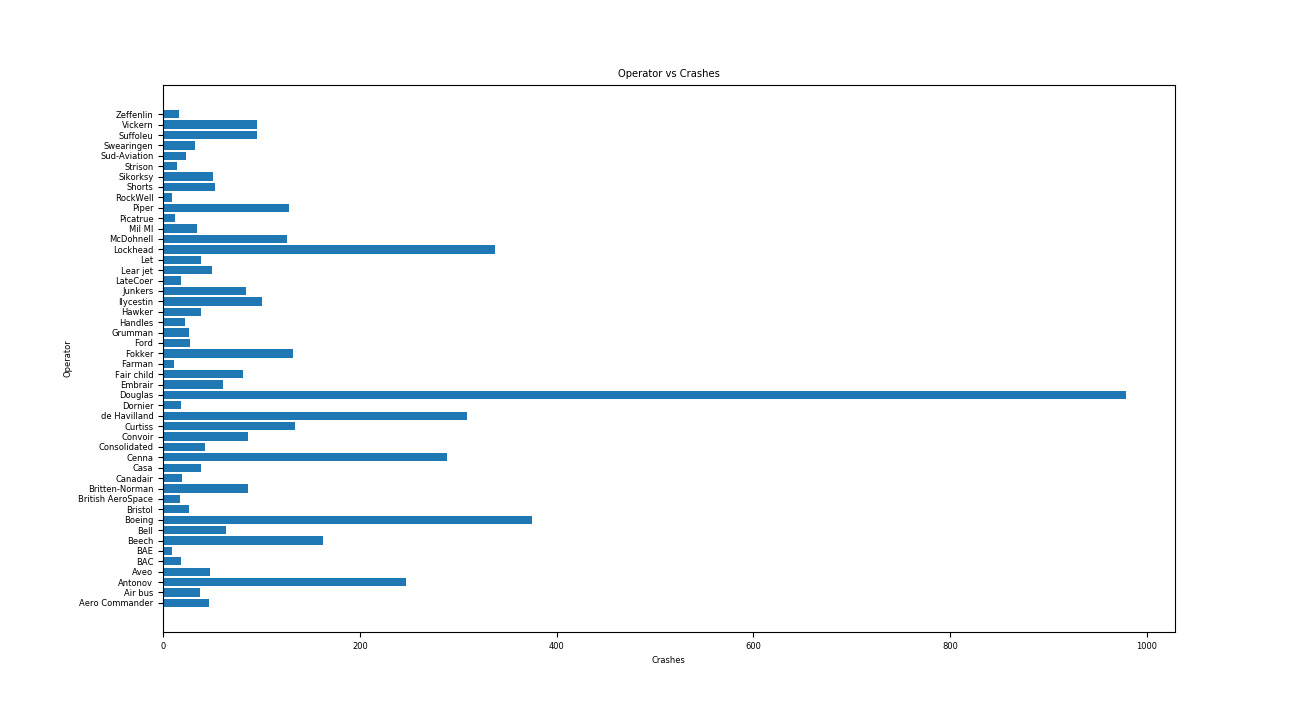 Operator vs Crashes
Zeffenlin
Vickern
Suffoleu
Swearingen
Sud-Aviation
Strison
Sikorksy
Shorts
RockWell
Piper
Picatrue
Mil MI
McDohnell
Lockhead
Let
Lear jet
LateCoer
Junkers
Ilycestin
Hawker
Handles
Grumman
Ford
Fokker
Farman
Fair child
Embrair
Douglas
Dornier
de Havilland
Curtiss
Convoir
Consolidated
Cenna
Casa
Canadair
Britten-Norman
British AeroSpace
Bristol
Boeing
Bell
Beech
BAE
BAC
Aveo
Antonov
Air bus
Aero Commander
Operator
0 200 400 600 800 1000
Crashes